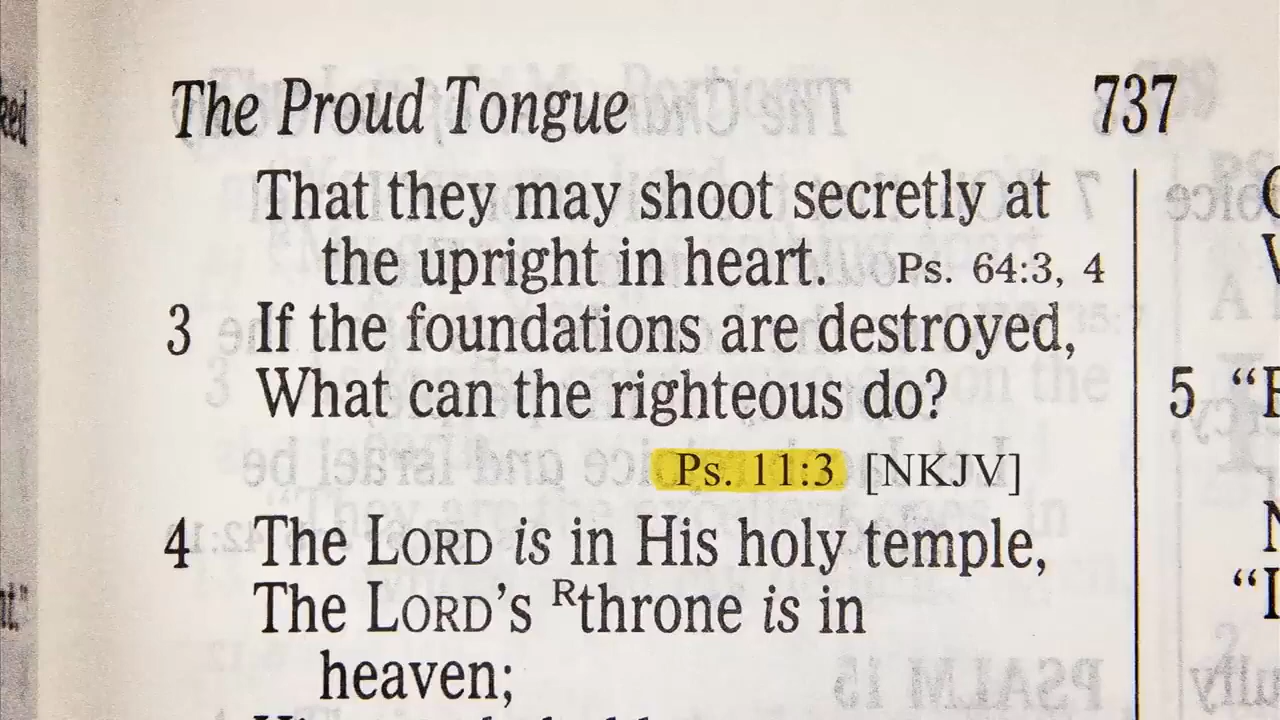 The Proud Tongue 737
That they may shoot secretly at
the upright in heart. Ps. 64:3, 4
3 If the foundations are destroyed,
What can the righteous do?
Ps. 11:3 [NKJV]
4 The LORD is in His holy temple,
The LORD's ᴿthrone is in
heaven;
5 “
PSALM 15